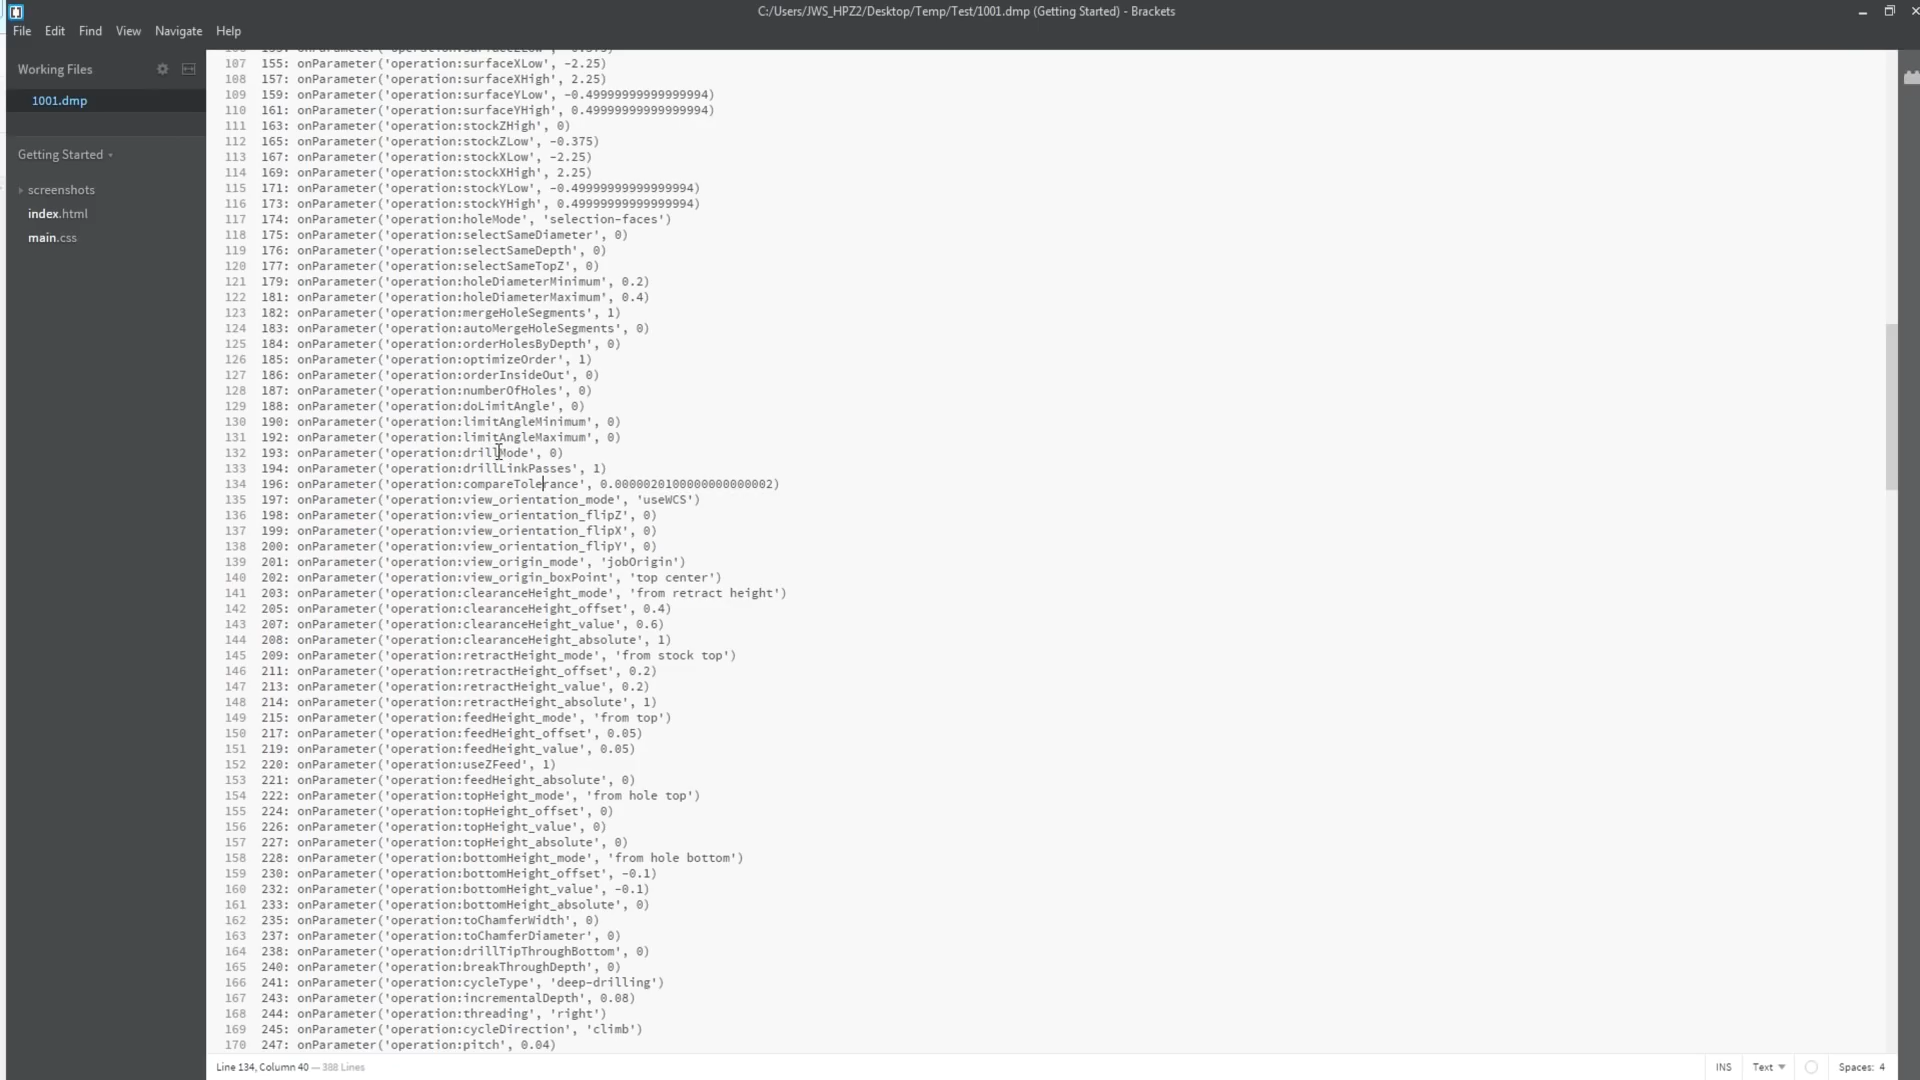 C:/Users/JWS_HPZ2/Desktop/Temp/Test/1001.dmp (Getting Started) - Brackets
File Edit Find View Navigate Help
Working Files
1001.dmp
Getting Started
screenshots
index.html
main.css
107 155: onParameter('operation:surfaceXLow', -2.25)
108 157: onParameter('operation:surfaceXHigh', 2.25)
109 159: onParameter('operation:surfaceYLow', -0.49999999999999994)
110 161: onParameter('operation:surfaceYHigh', 0.49999999999999994)
111 163: onParameter('operation:stockZHigh', 0)
112 165: onParameter('operation:stockZLow', -0.375)
113 167: onParameter('operation:stockXLow', -2.25)
114 169: onParameter('operation:stockXHigh', 2.25)
115 171: onParameter('operation:stockYLow', -0.49999999999999994)
116 173: onParameter('operation:stockYHigh', 0.49999999999999994)
117 174: onParameter('operation:holeMode', 'selection-faces')
118 175: onParameter('operation:selectSameDiameter', 0)
119 176: onParameter('operation:selectSameDepth', 0)
120 177: onParameter('operation:selectSameTopZ', 0)
121 179: onParameter('operation:holeDiameterMinimum', 0.2)
122 181: onParameter('operation:holeDiameterMaximum', 0.4)
123 182: onParameter('operation:mergeHoleSegments', 1)
124 183: onParameter('operation:autoMergeHoleSegments', 0)
125 184: onParameter('operation:orderHolesByDepth', 0)
126 185: onParameter('operation:optimizeOrder', 1)
127 186: onParameter('operation:orderInsideOut', 0)
128 187: onParameter('operation:numberOfHoles', 0)
129 188: onParameter('operation:doLimitAngle', 0)
130 190: onParameter('operation:limitAngleMinimum', 0)
131 192: onParameter('operation:limitAngleMaximum', 0)
132 193: onParameter('operation:drillMode', 0)
133 194: onParameter('operation:drillLinkPasses', 1)
134 196: onParameter('operation:compareTolerance', 0.0000020100000000000002)
135 197: onParameter('operation:view_orientation_mode', 'useWCS')
136 198: onParameter('operation:view_orientation_flipZ', 0)
137 199: onParameter('operation:view_orientation_flipX', 0)
138 200: onParameter('operation:view_orientation_flipY', 0)
139 201: onParameter('operation:view_origin_mode', 'jobOrigin')
140 202: onParameter('operation:view_origin_boxPoint', 'top center')
141 203: onParameter('operation:clearanceHeight_mode', 'from retract height')
142 205: onParameter('operation:clearanceHeight_offset', 0.4)
143 207: onParameter('operation:clearanceHeight_value', 0.6)
144 208: onParameter('operation:clearanceHeight_absolute', 1)
145 209: onParameter('operation:retractHeight_mode', 'from stock top')
146 211: onParameter('operation:retractHeight_offset', 0.2)
147 213: onParameter('operation:retractHeight_value', 0.2)
148 214: onParameter('operation:retractHeight_absolute', 1)
149 215: onParameter('operation:feedHeight_mode', 'from top')
150 217: onParameter('operation:feedHeight_offset', 0.05)
151 219: onParameter('operation:feedHeight_value', 0.05)
152 220: onParameter('operation:useZFeed', 1)
153 221: onParameter('operation:feedHeight_absolute', 0)
154 222: onParameter('operation:topHeight_mode', 'from hole top')
155 224: onParameter('operation:topHeight_offset', 0)
156 226: onParameter('operation:topHeight_value', 0)
157 227: onParameter('operation:topHeight_absolute', 0)
158 228: onParameter('operation:bottomHeight_mode', 'from hole bottom')
159 230: onParameter('operation:bottomHeight_offset', -0.1)
160 232: onParameter('operation:bottomHeight_value', -0.1)
161 233: onParameter('operation:bottomHeight_absolute', 0)
162 235: onParameter('operation:toChamferWidth', 0)
163 237: onParameter('operation:toChamferDiameter', 0)
164 238: onParameter('operation:drillTipThroughBottom', 0)
165 240: onParameter('operation:breakThroughDepth', 0)
166 241: onParameter('operation:cycleType', 'deep-drilling')
167 243: onParameter('operation:incrementalDepth', 0.08)
168 244: onParameter('operation:threading', 'right')
169 245: onParameter('operation:cycleDirection', 'climb')
170 247: onParameter('operation:pitch', 0.04)
Line 134, Column 40 — 388 Lines
INS Text Spaces: 4